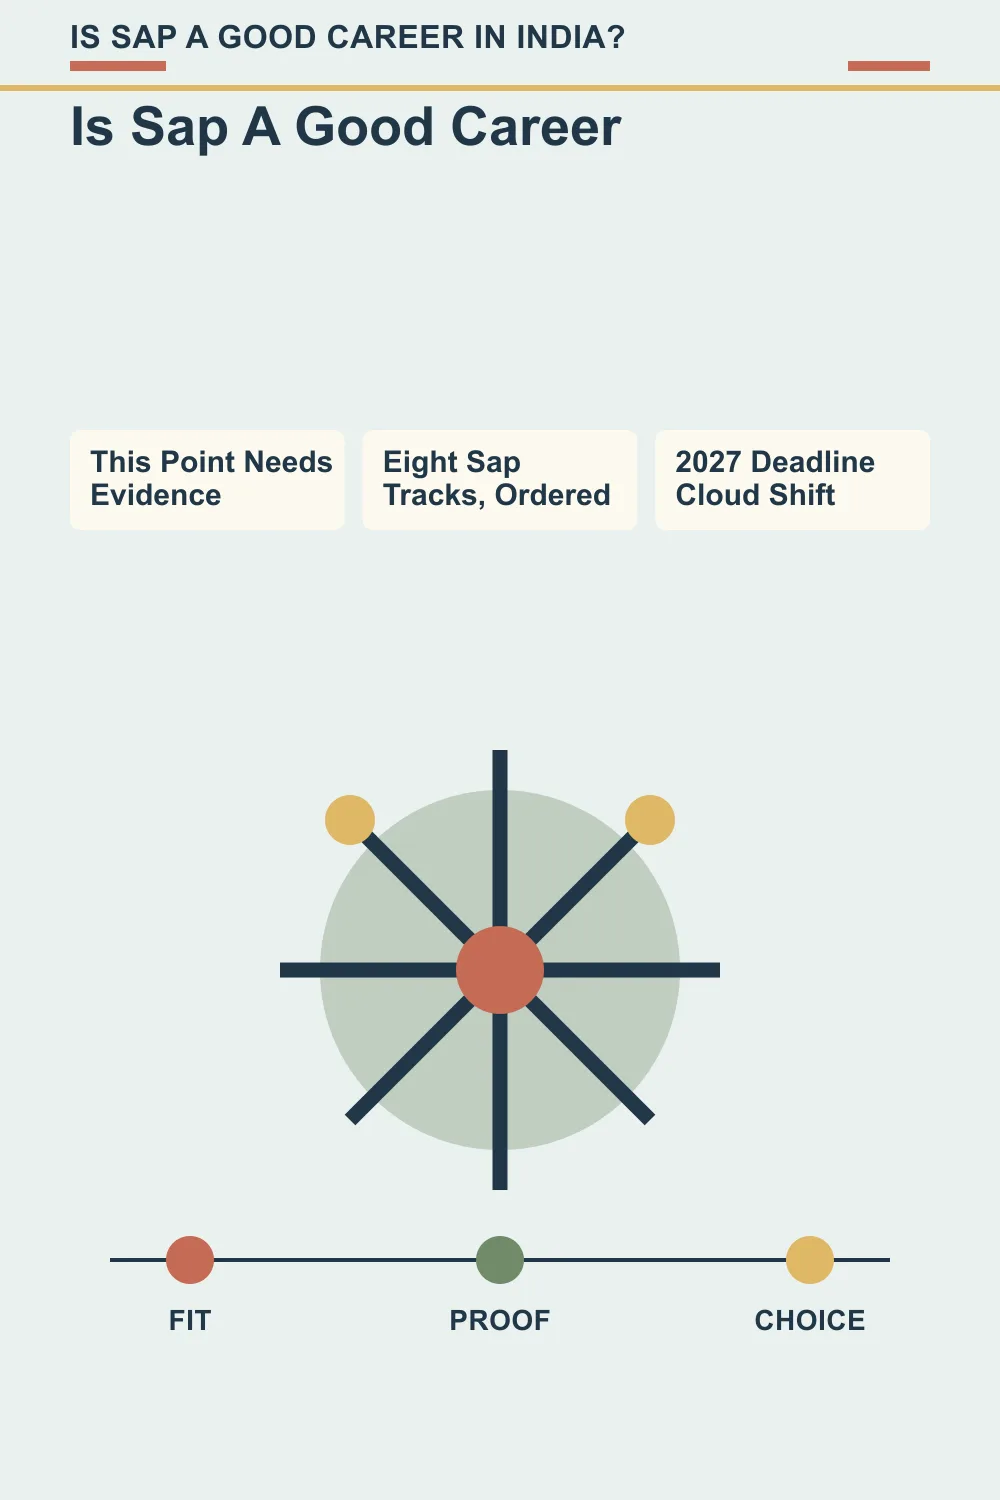 IS SAP A GOOD CAREER IN INDIA?
Is Sap A Good Career
This Point Needs
Evidence
Eight Sap
Tracks, Ordered
2027 Deadline
Cloud Shift
FIT
PROOF
CHOICE